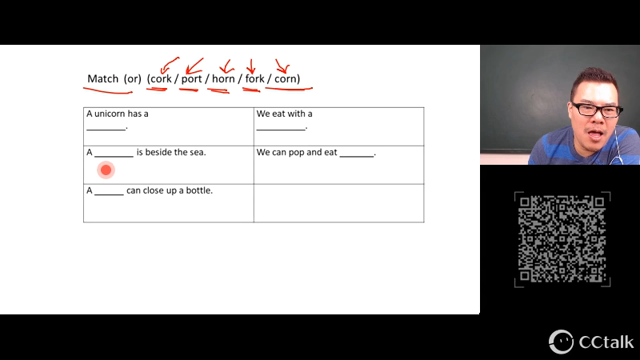 Match (or) (cork / port / horn / fork / corn)
A unicorn has a
________.
We eat with a
__________.
A ________ is beside the sea.
We can pop and eat _______.
A ______ can close up a bottle.
CCtalk